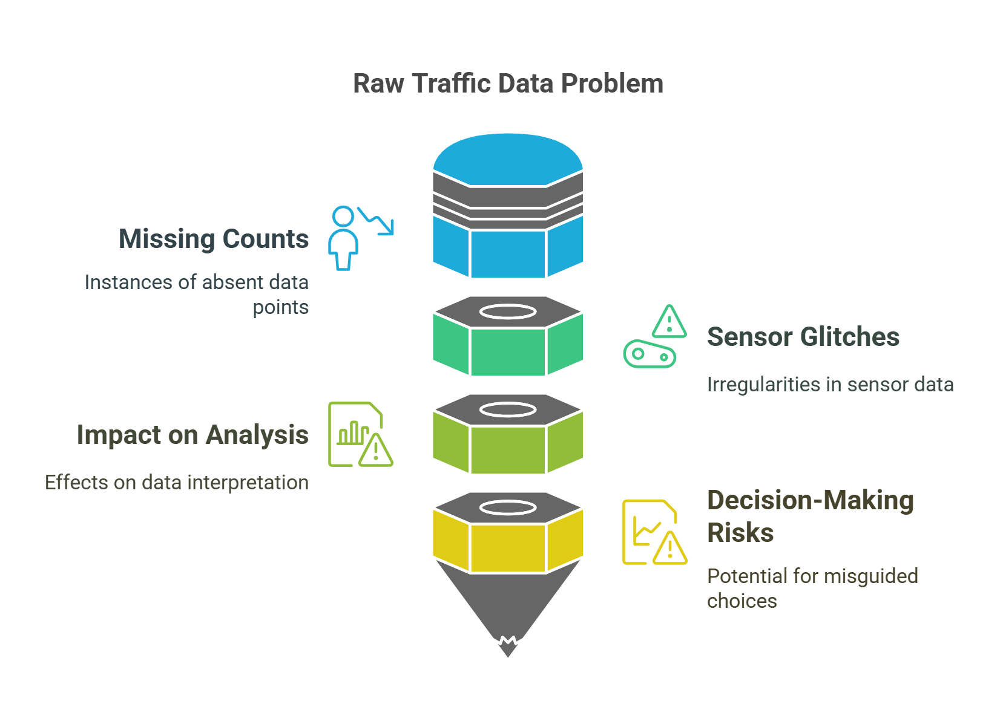 Raw Traffic Data Problem
Missing Counts
Instances of absent data
points
Sensor Glitches
Irregularities in sensor data
Impact on Analysis
Effects on data interpretation
Decision-Making
Risks
Potential for misguided
choices